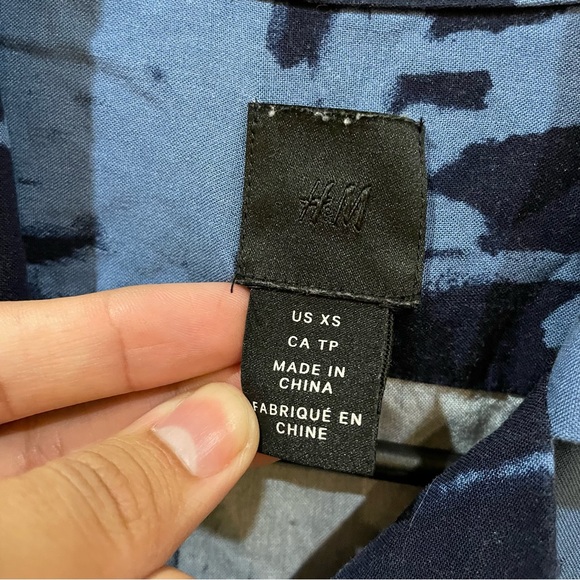 H&M
US XS
CA TP
MADE IN
CHINA
FABRIQUÉ EN
CHINE